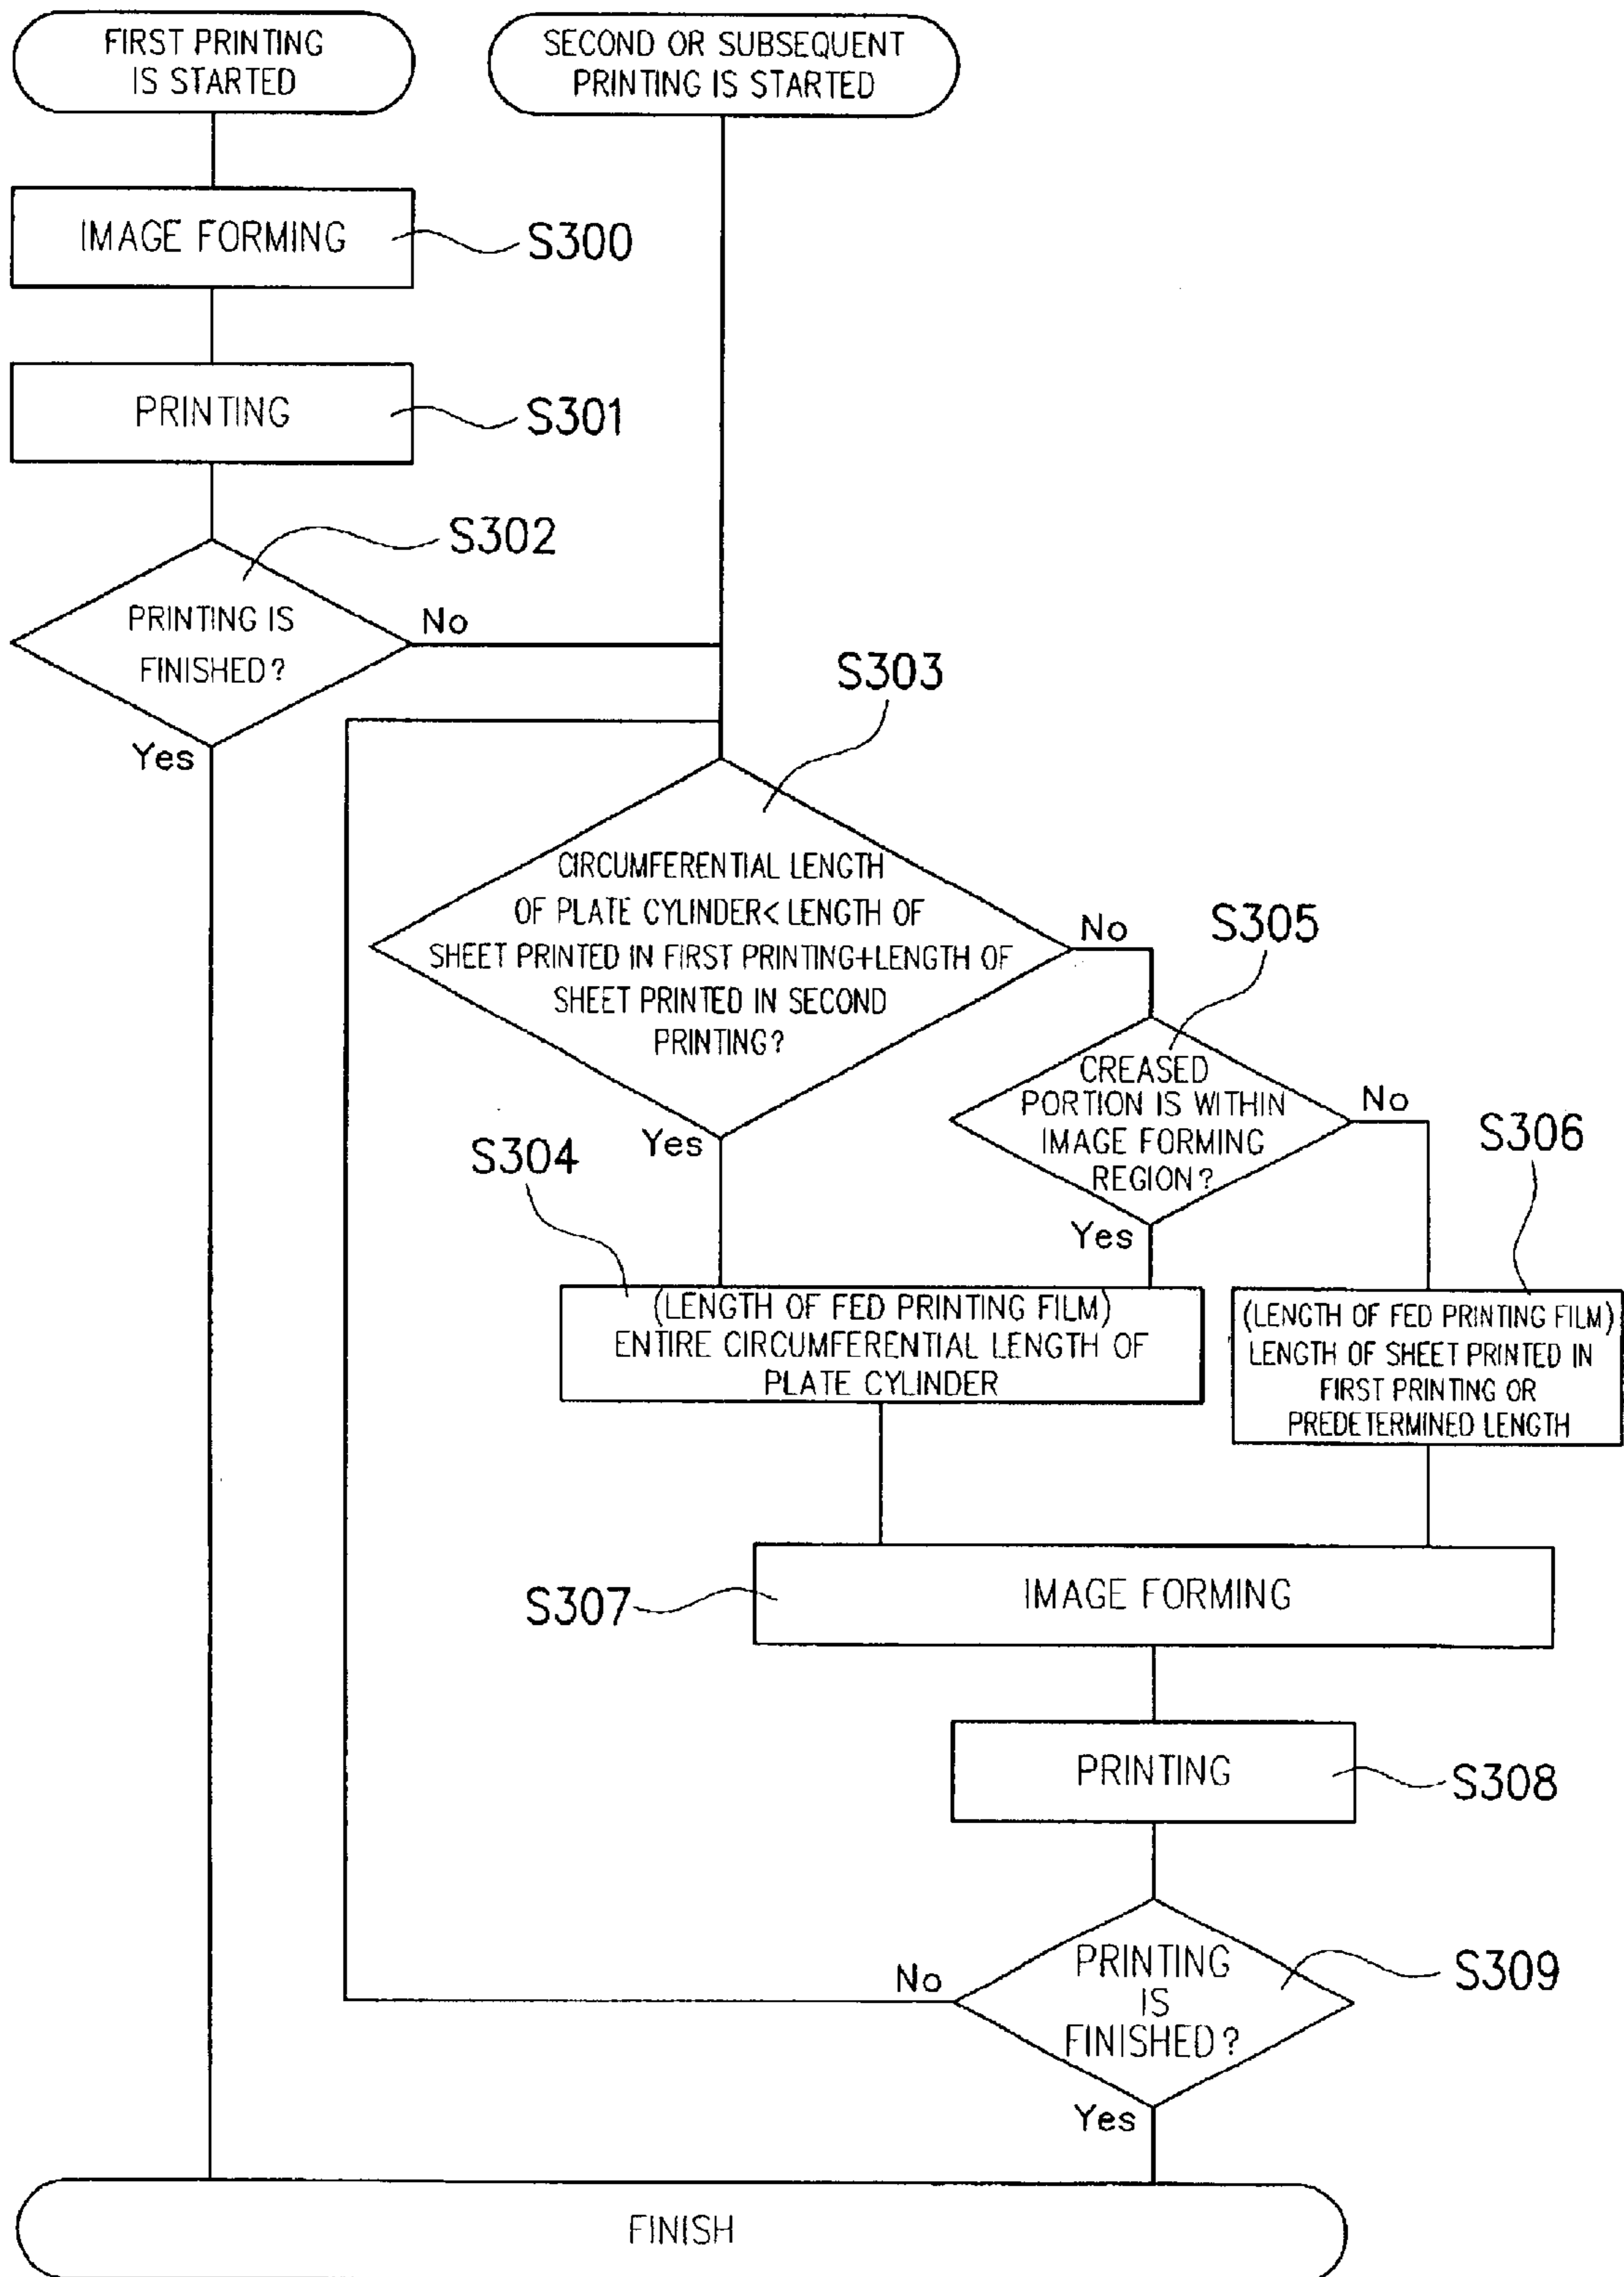 FIRST PRINTING
IS STARTED
SECOND OR SUBSEQUENT
PRINTING IS STARTED
IMAGE FORMING
S300
PRINTING
S301
S302
PRINTING IS
FINISHED?
No
Yes
S303
CIRCUMFERENTIAL LENGTH
OF PLATE CYLINDER< LENGTH OF
SHEET PRINTED IN FIRST PRINTING+LENGTH OF
SHEET PRINTED IN SECOND
PRINTING?
No
Yes
S305
CREASED
PORTION IS WITHIN
IMAGE FORMING
REGION?
No
Yes
S304
(LENGTH OF FED PRINTING FILM)
ENTIRE CIRCUMFERENTIAL LENGTH OF
PLATE CYLINDER
S306
(LENGTH OF FED PRINTING FILM)
LENGTH OF SHEET PRINTED IN
FIRST PRINTING OR
PREDETERMINED LENGTH
S307
IMAGE FORMING
PRINTING
S308
PRINTING
IS
FINISHED?
S309
No
Yes
FINISH